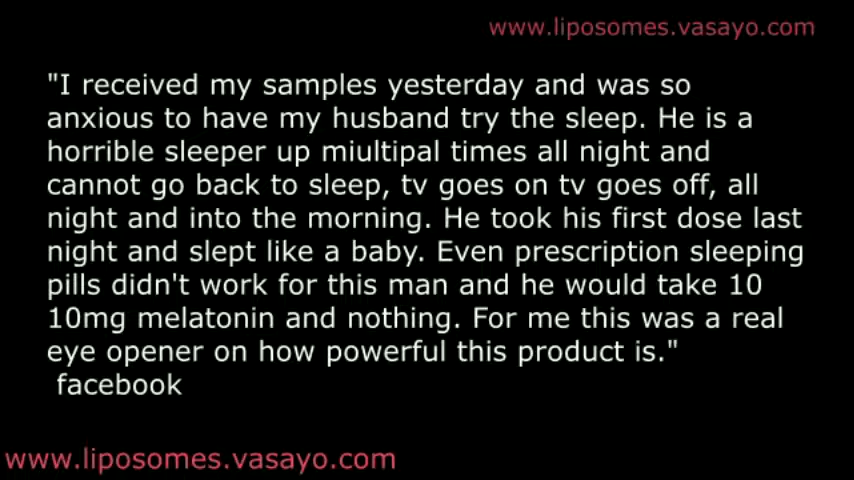 www.liposomes.vasayo.com
"I received my samples yesterday and was so
anxious to have my husband try the sleep. He is a
horrible sleeper up miultipal times all night and
cannot go back to sleep, tv goes on tv goes off, all
night and into the morning. He took his first dose last
night and slept like a baby. Even prescription sleeping
pills didn't work for this man and he would take 10
10mg melatonin and nothing. For me this was a real
eye opener on how powerful this product is."
facebook
www.liposomes.vasayo.com